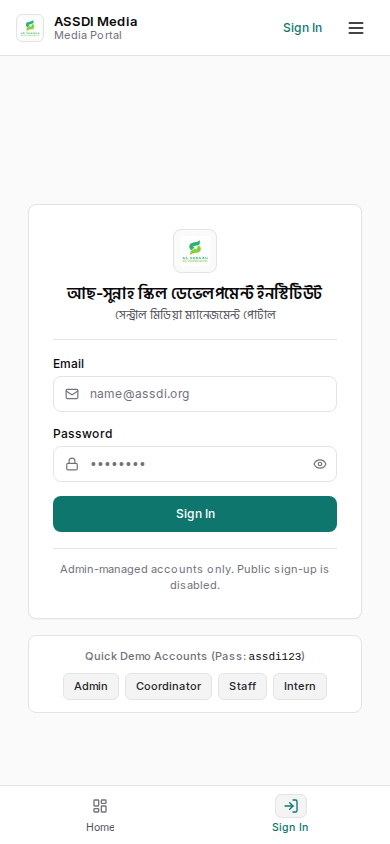 ASSDI Media
Media Portal
Sign In
আছ-সুন্নাহ স্কিল ডেভেলপমেন্ট ইনস্টিটিউট
সেন্ট্রাল মিডিয়া ম্যানেজমেন্ট পোর্টাল
Email
name@assdi.org
Password
••••••••
Sign In
Admin-managed accounts only. Public sign-up is
disabled.
Quick Demo Accounts (Pass: assdi123)
Admin
Coordinator
Staff
Intern
Home
Sign In